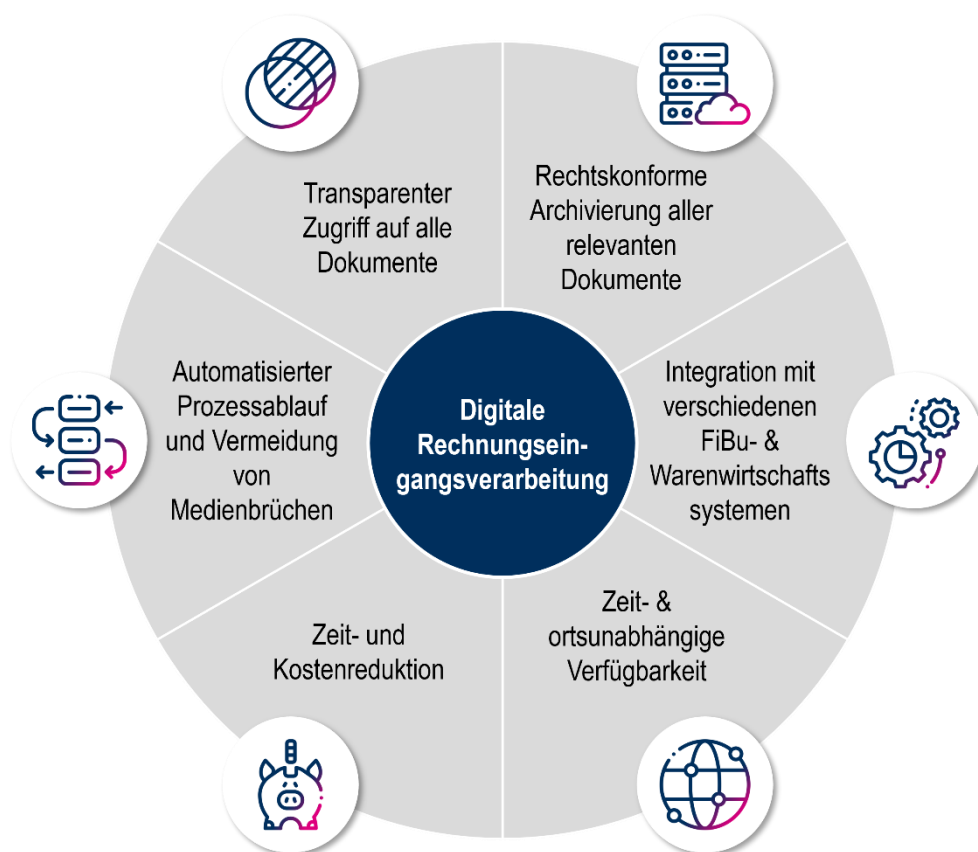 Transparenter
Zugriff auf alle
Dokumente
Rechtskonforme
Archivierung aller
relevanten
Dokumente
Automatisierter
Prozessablauf
und Vermeidung
von
Medienbrüchen
Digitale
Rechnungsein-
gangsverarbeitung
Integration mit
verschiedenen
FiBu- &
Warenwirtschafts
systemen
Zeit- und
Kostenreduktion
Zeit- &
ortsunabhängige
Verfügbarkeit